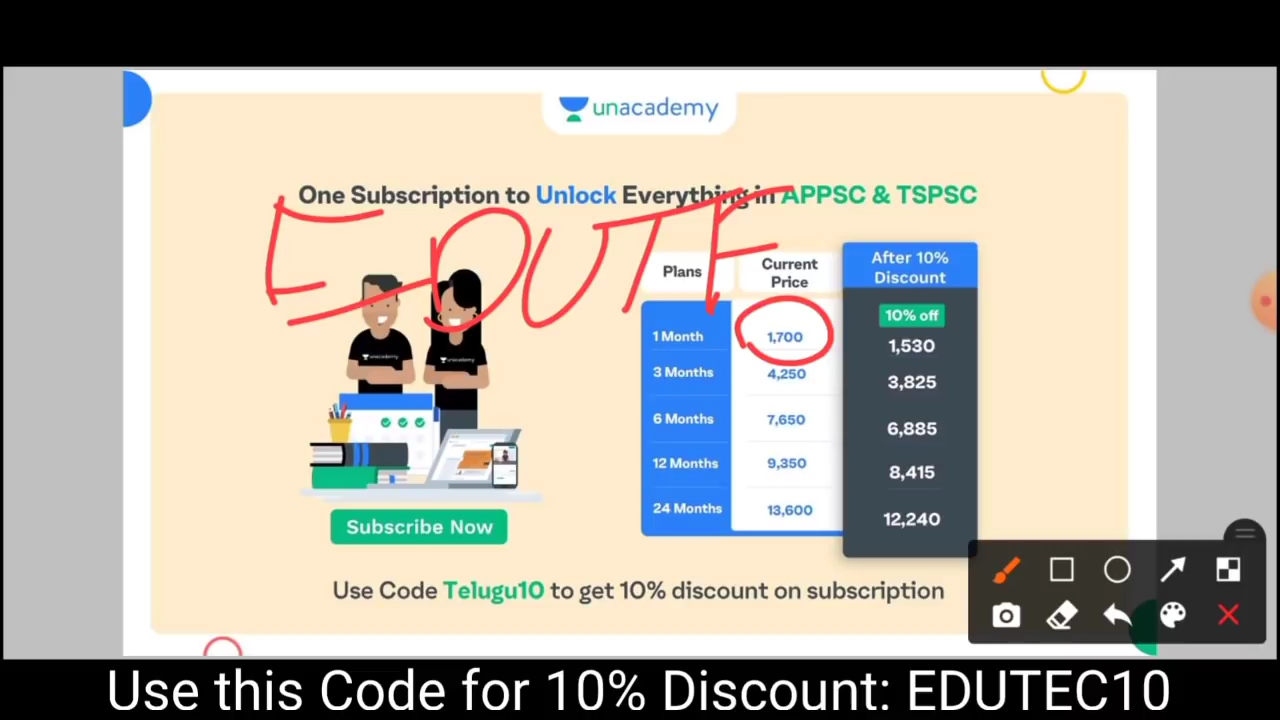 unacademy
One Subscription to Unlock Everything in APPSC & TSPSC
EDUTE
Plans Current Price After 10% Discount
10% off
1 Month 1,700 1,530
3 Months 4,250 3,825
6 Months 7,650 6,885
12 Months 9,350 8,415
24 Months 13,600 12,240
unacademy unacademy
Subscribe Now
Use Code Telugu10 to get 10% discount on subscription
Use this Code for 10% Discount: EDUTEC10